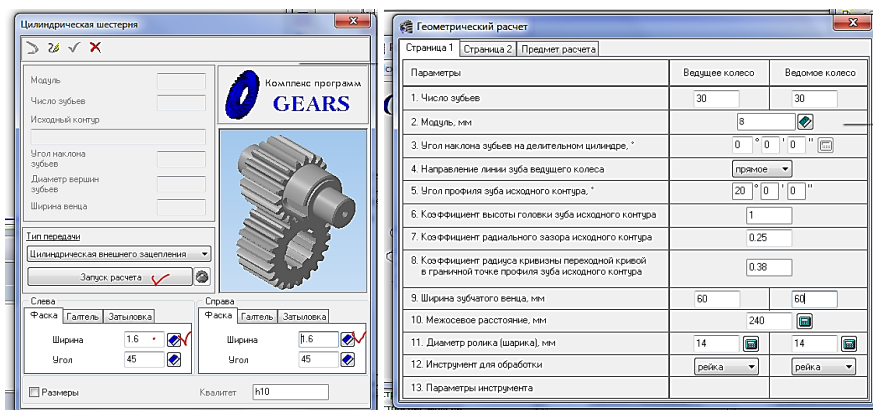 Цилиндрическая шестерня
Модуль
Число зубьев
Исходный контур
Угол наклона
зубьев
Диаметр вершин
зубьев
Ширина венца
Комплекс программ
GEARS
Тип передачи
Цилиндрическая внешнего зацепления
Запуск расчета
Слева
Фаска Галтель Затыловка
Ширина 1.6
Угол 45
Справа
Фаска Галтель Затыловка
Ширина 1.6
Угол 45
Размеры
Квалитет h10
Геометрический расчет
Страница 1 Страница 2 Предмет расчета
Параметры Ведущее колесо Ведомое колесо
1. Число зубьев 30 30
2. Модуль, мм 8
3. Угол наклона зубьев на делительном цилиндре, ° 0 ° 0 ' 0 "
4. Направление линии зуба ведущего колеса прямое
5. Угол профиля зуба исходного контура, ° 20 ° 0 ' 0 "
6. Коэффициент высоты головки зуба исходного контура 1
7. Коэффициент радиального зазора исходного контура 0.25
8. Коэффициент радиуса кривизны переходной кривой
в граничной точке профиля зуба исходного контура 0.38
9. Ширина зубчатого венца, мм 60 60
10. Межосевое расстояние, мм 240
11. Диаметр ролика (шарика), мм 14 14
12. Инструмент для обработки рейка рейка
13. Параметры инструмента